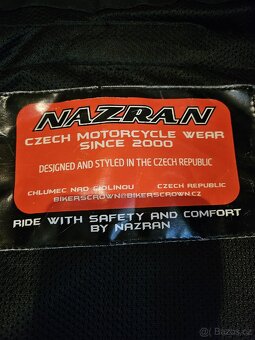 NAZRAN
CZECH MOTORCYCLE WEAR
SINCE 2000
DESIGNED AND STYLED IN THE CZECH REPUBLIC
CHLUMEC NAD CIDLINOU CZECH REPUBLIC
BIKERSCROWN@BIKERSCROWN.CZ
RIDE WITH SAFETY AND COMFORT
BY NAZRAN
Bazos.cz